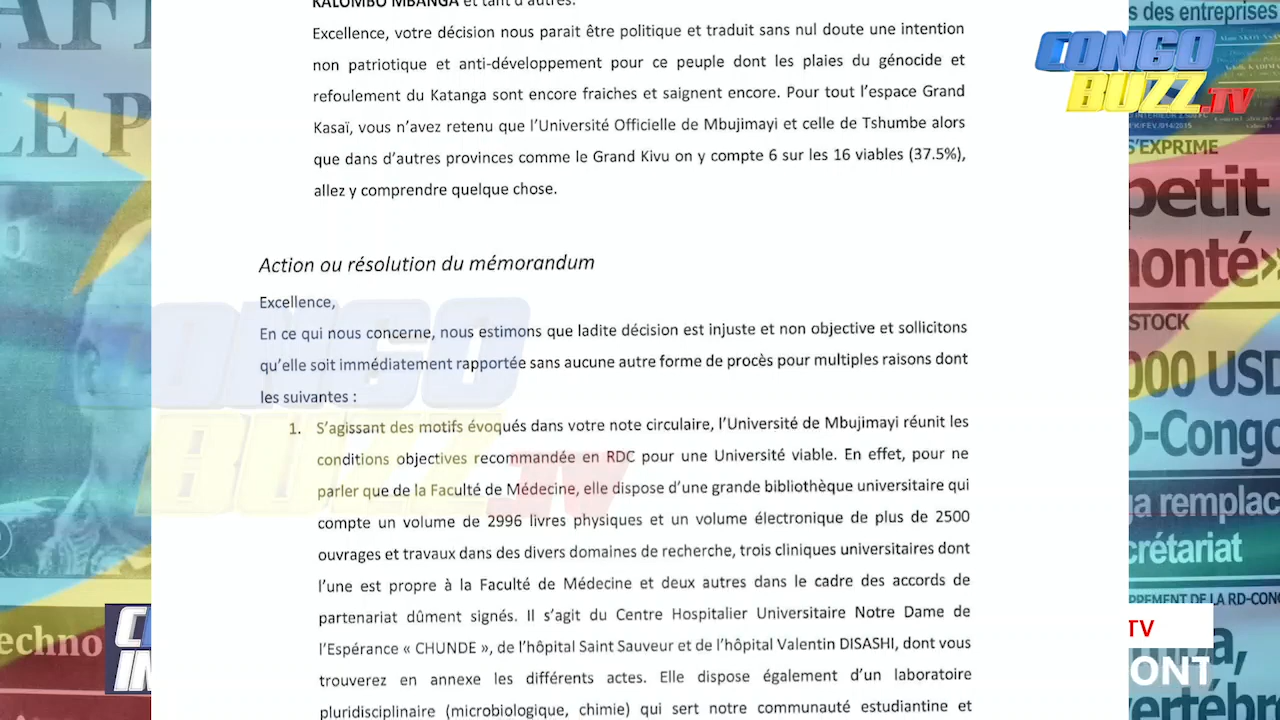 KALOMBO MBANGA et tant d'autres.
Excellence, votre décision nous parait être politique et traduit sans nul doute une intention
non patriotique et anti-développement pour ce peuple dont les plaies du génocide et
refoulement du Katanga sont encore fraiches et saignent encore. Pour tout l'espace Grand
Kasaï, vous n'avez retenu que l'Université Officielle de Mbujimayi et celle de Tshumbe alors
que dans d'autres provinces comme le Grand Kivu on y compte 6 sur les 16 viables (37.5%),
allez y comprendre quelque chose.
Action ou résolution du mémorandum
Excellence,
En ce qui nous concerne, nous estimons que ladite décision est injuste et non objective et sollicitons
qu'elle soit immédiatement rapportée sans aucune autre forme de procès pour multiples raisons dont
les suivantes :
1. S'agissant des motifs évoqués dans votre note circulaire, l'Université de Mbujimayi réunit les
conditions objectives recommandée en RDC pour une Université viable. En effet, pour ne
parler que de la Faculté de Médecine, elle dispose d'une grande bibliothèque universitaire qui
compte un volume de 2996 livres physiques et un volume électronique de plus de 2500
ouvrages et travaux dans des divers domaines de recherche, trois cliniques universitaires dont
l'une est propre à la Faculté de Médecine et deux autres dans le cadre des accords de
partenariat dûment signés. Il s'agit du Centre Hospitalier Universitaire Notre Dame de
l'Espérance « CHUNDE », de l'hôpital Saint Sauveur et de l'hôpital Valentin DISASHI, dont vous
trouverez en annexe les différents actes. Elle dispose également d'un laboratoire
pluridisciplinaire (microbiologique, chimie) qui sert notre communauté estudiantine et
CONGO
BUZZ.TV
CONGO
BUZZ.TV
s des entreprises
S'EXPRIME
petit
monté»
STOCK
000 USD
D-Congo
ga remplac
crétariat
PPEMENT DE LA RD-CONG
TV
ONT
vertébr
echno